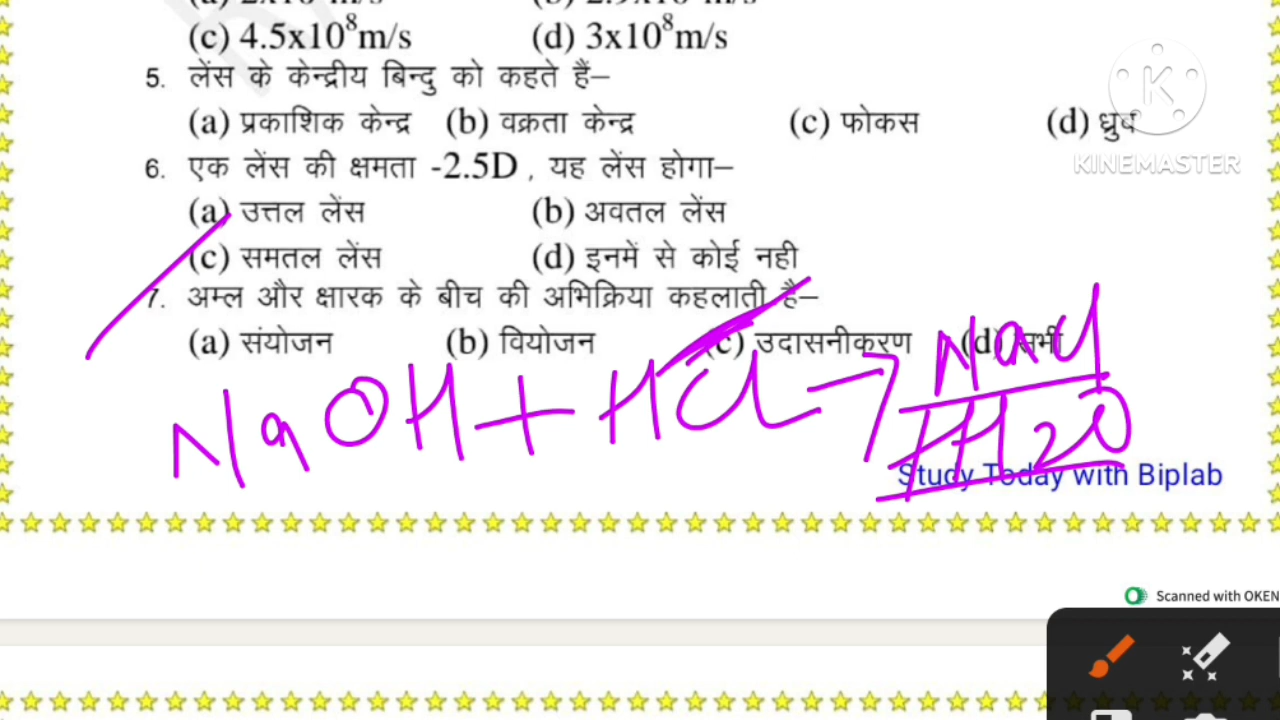 (c) 4.5x10⁸m/s (d) 3x10⁸m/s
5. लेंस के केन्द्रीय बिन्दु को कहते हैं–
(a) प्रकाशिक केन्द्र (b) वक्रता केन्द्र (c) फोकस (d) ध्रुव
KINEMASTER
6. एक लेंस की क्षमता -2.5D , यह लेंस होगा–
(a) उत्तल लेंस (b) अवतल लेंस
(c) समतल लेंस (d) इनमें से कोई नही
7. अम्ल और क्षारक के बीच की अभिक्रिया कहलाती है–
(a) संयोजन (b) वियोजन (c) उदासनीकरण (d) सभी
NaOH + HCl → NaCl
H2O
Study Today with Biplab
Scanned with OKEN